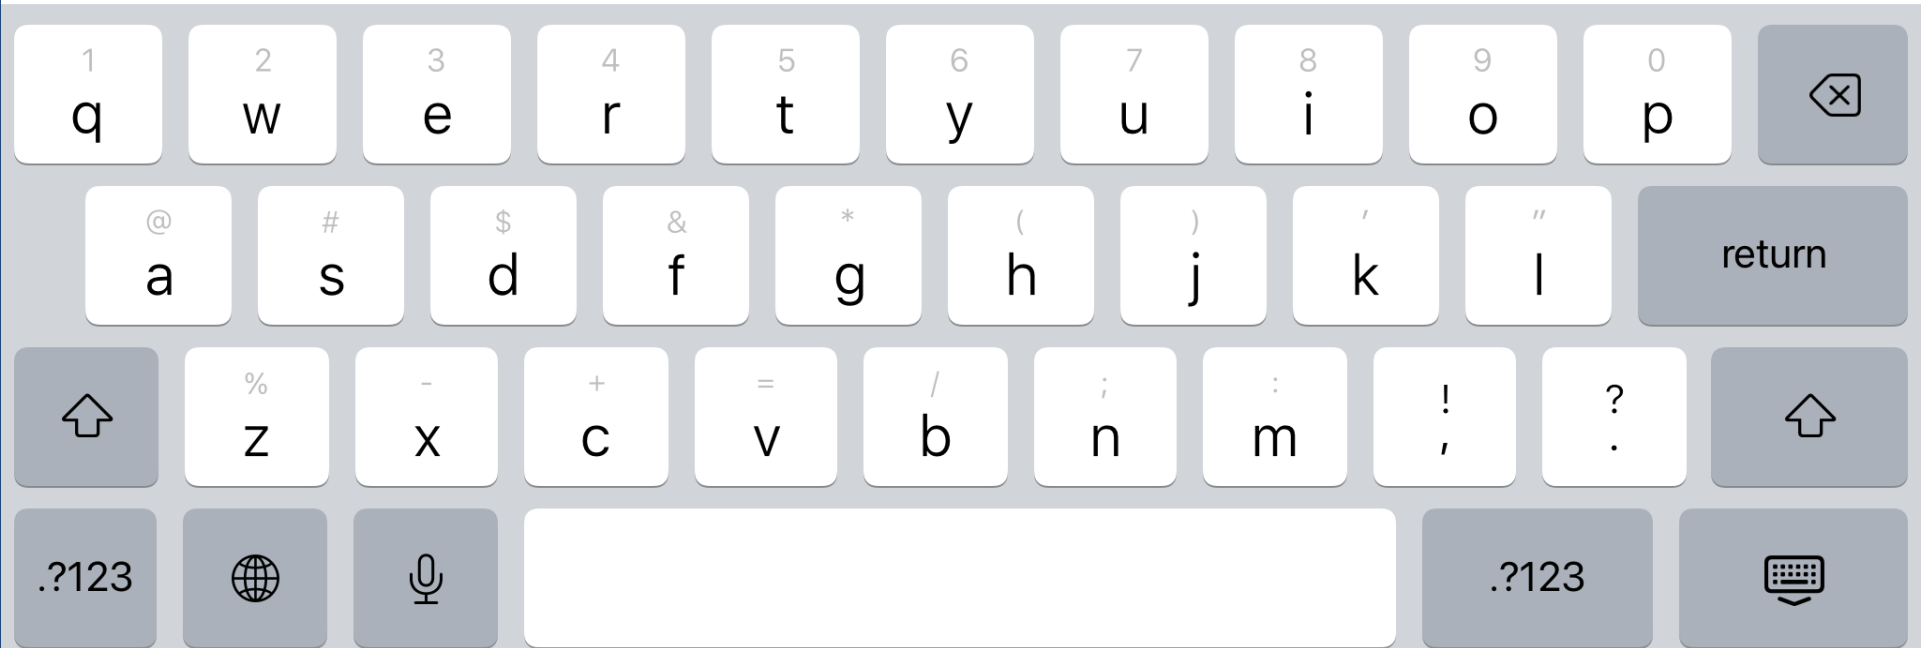 1 2 3 4 5 6 7 8 9 0
q w e r t y u i o p
@ # $ & * ( ) ' "
a s d f g h j k l return
% - + = / ; : ! ?
z x c v b n m , .
.?123 .?123